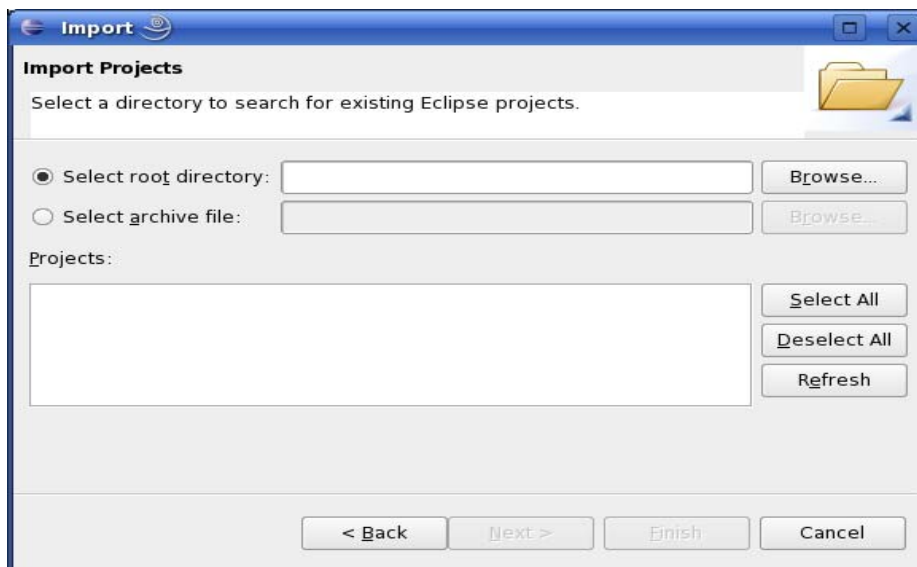 Import
Import Projects
Select a directory to search for existing Eclipse projects.
Select root directory: Browse...
Select archive file: Browse...
Projects:
Select All
Deselect All
Refresh
< Back Next > Finish Cancel